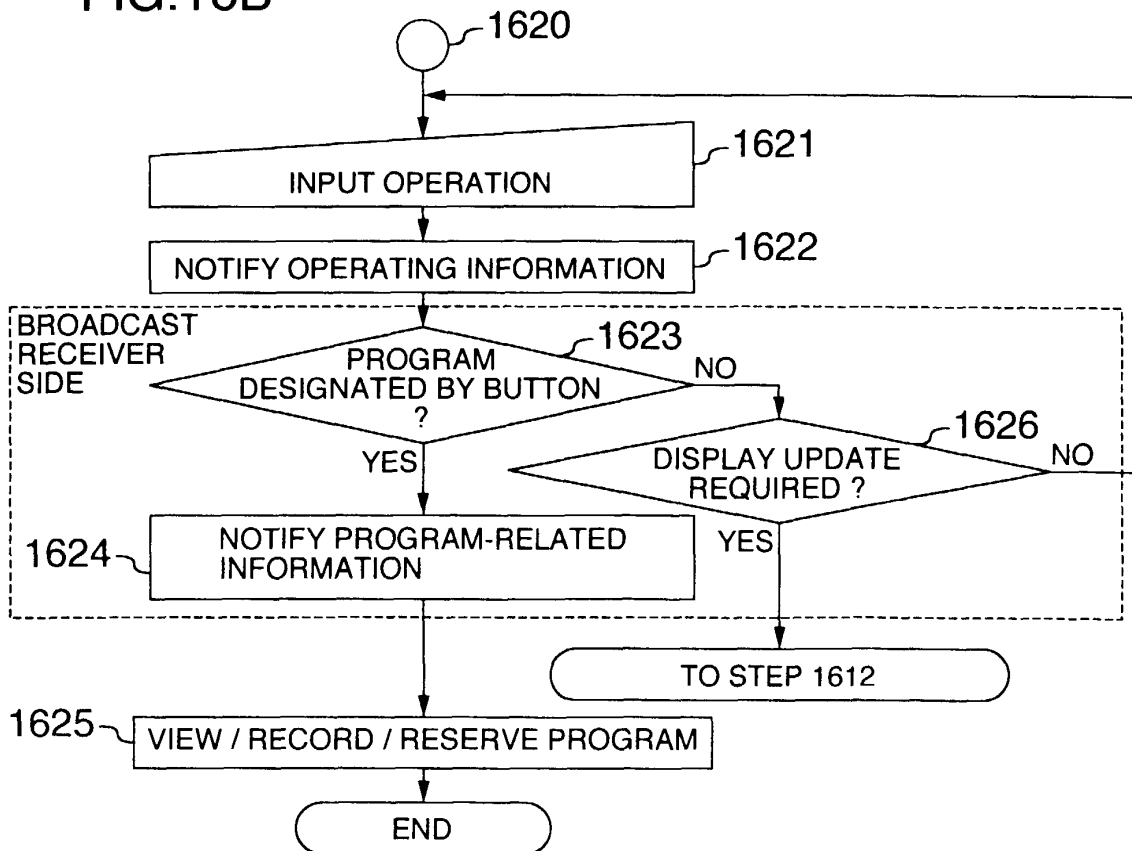 FIG.16B
1620
1621
INPUT OPERATION
1622
NOTIFY OPERATING INFORMATION
BROADCAST
RECEIVER
SIDE
1623
PROGRAM
DESIGNATED BY BUTTON
?
NO
YES
1626
DISPLAY UPDATE
REQUIRED ?
NO
YES
1624
NOTIFY PROGRAM-RELATED
INFORMATION
TO STEP 1612
1625
VIEW / RECORD / RESERVE PROGRAM
END